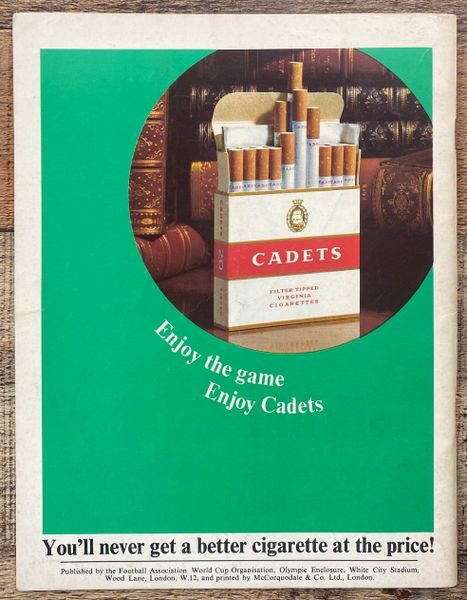 CADETS
20
CADETS
FILTER TIPPED
VIRGINIA
CIGARETTES
Enjoy the game
Enjoy Cadets
You'll never get a better cigarette at the price!
Published by the Football Association World Cup Organisation, Olympic Enclosure, White City Stadium,
Wood Lane, London, W.12, and printed by McCorquodale & Co. Ltd., London.